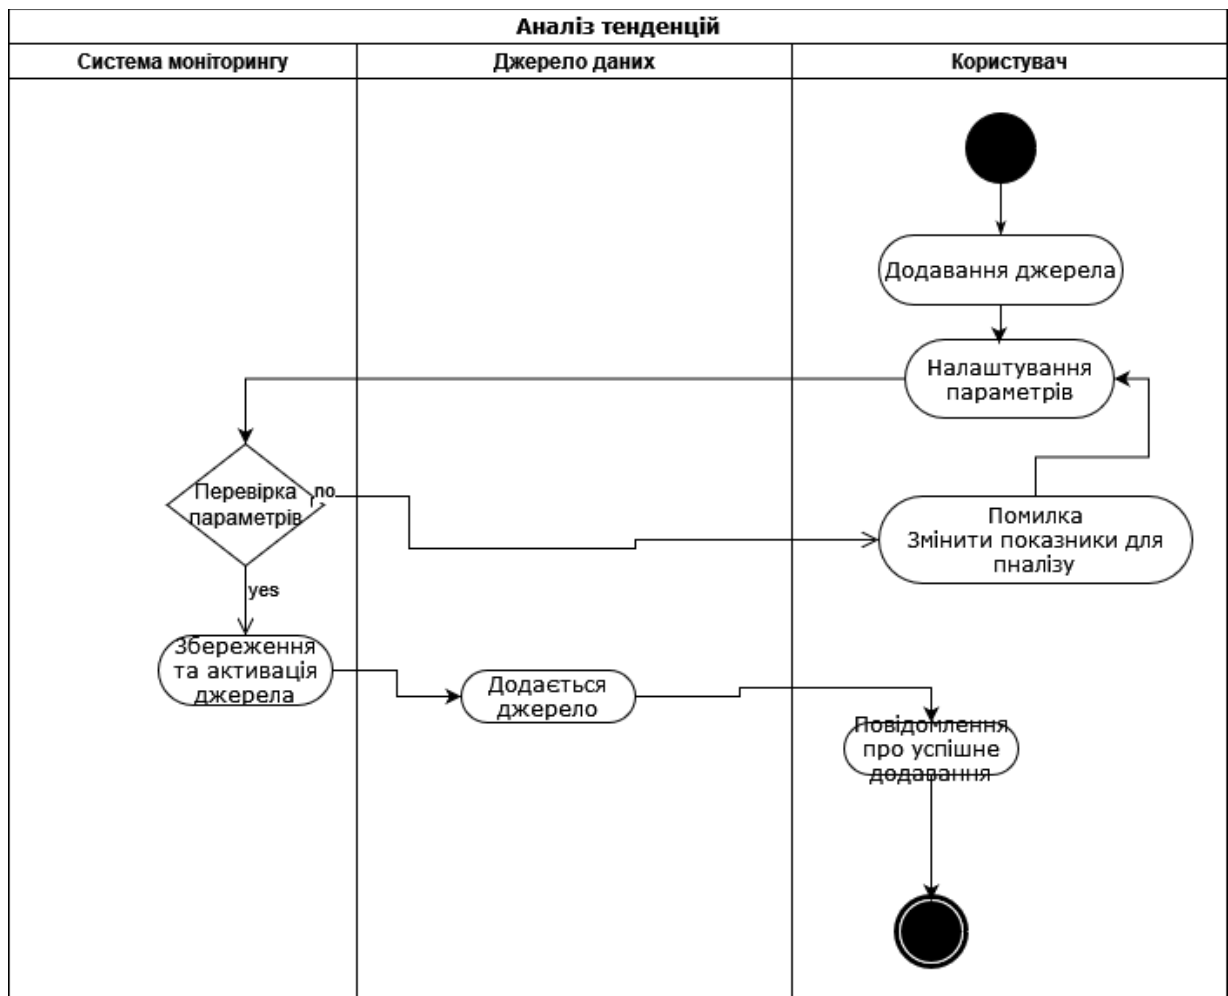 Аналіз тенденцій
Система моніторингу
Джерело даних
Користувач
Додавання джерела
Налаштування
параметрів
Перевірка
параметрів
no
Помилка
Змінити показники для
пналізу
yes
Збереження
та активація
джерела
Додається
джерело
Повідомлення
про успішне
додавання